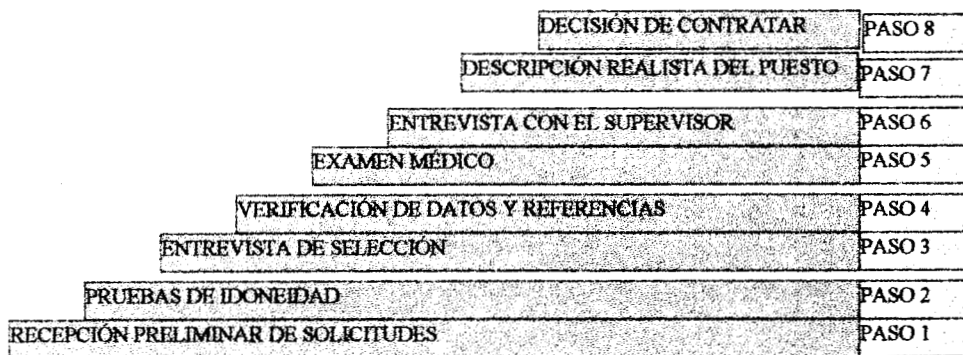 DECISIÓN DE CONTRATAR PASO 8
DESCRIPCIÓN REALISTA DEL PUESTO PASO 7
ENTREVISTA CON EL SUPERVISOR PASO 6
EXAMEN MÉDICO PASO 5
VERIFICACIÓN DE DATOS Y REFERENCIAS PASO 4
ENTREVISTA DE SELECCIÓN PASO 3
PRUEBAS DE IDONEIDAD PASO 2
RECEPCIÓN PRELIMINAR DE SOLICITUDES PASO 1